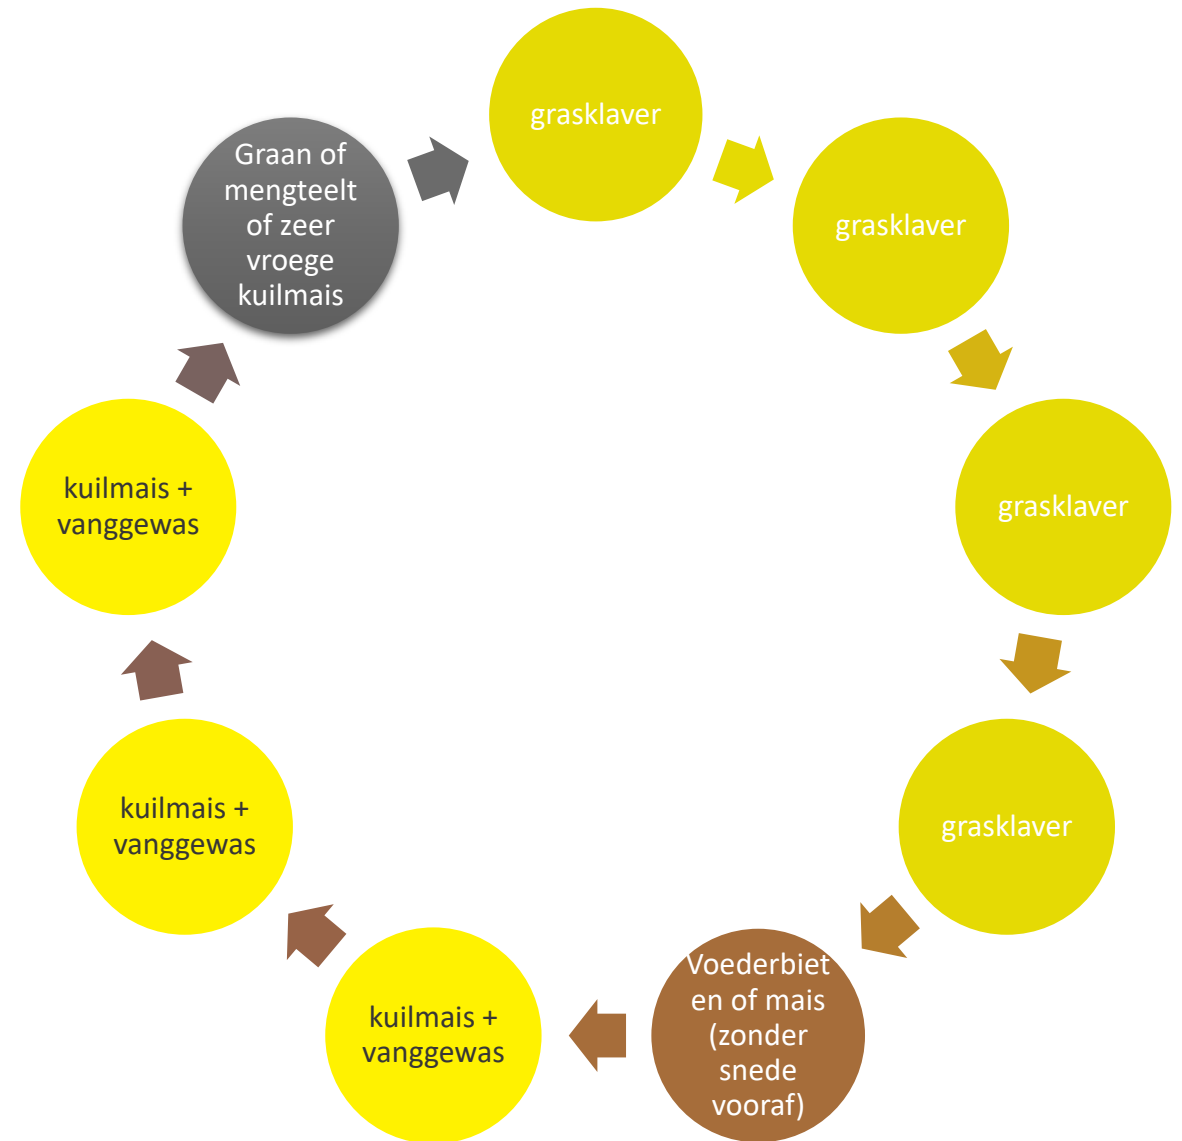 grasklaver
grasklaver
grasklaver
grasklaver
Voederbiet
en of mais
(zonder
snede
vooraf)
kuilmais +
vanggewas
kuilmais +
vanggewas
kuilmais +
vanggewas
Graan of
mengteelt
of zeer
vroege
kuilmais